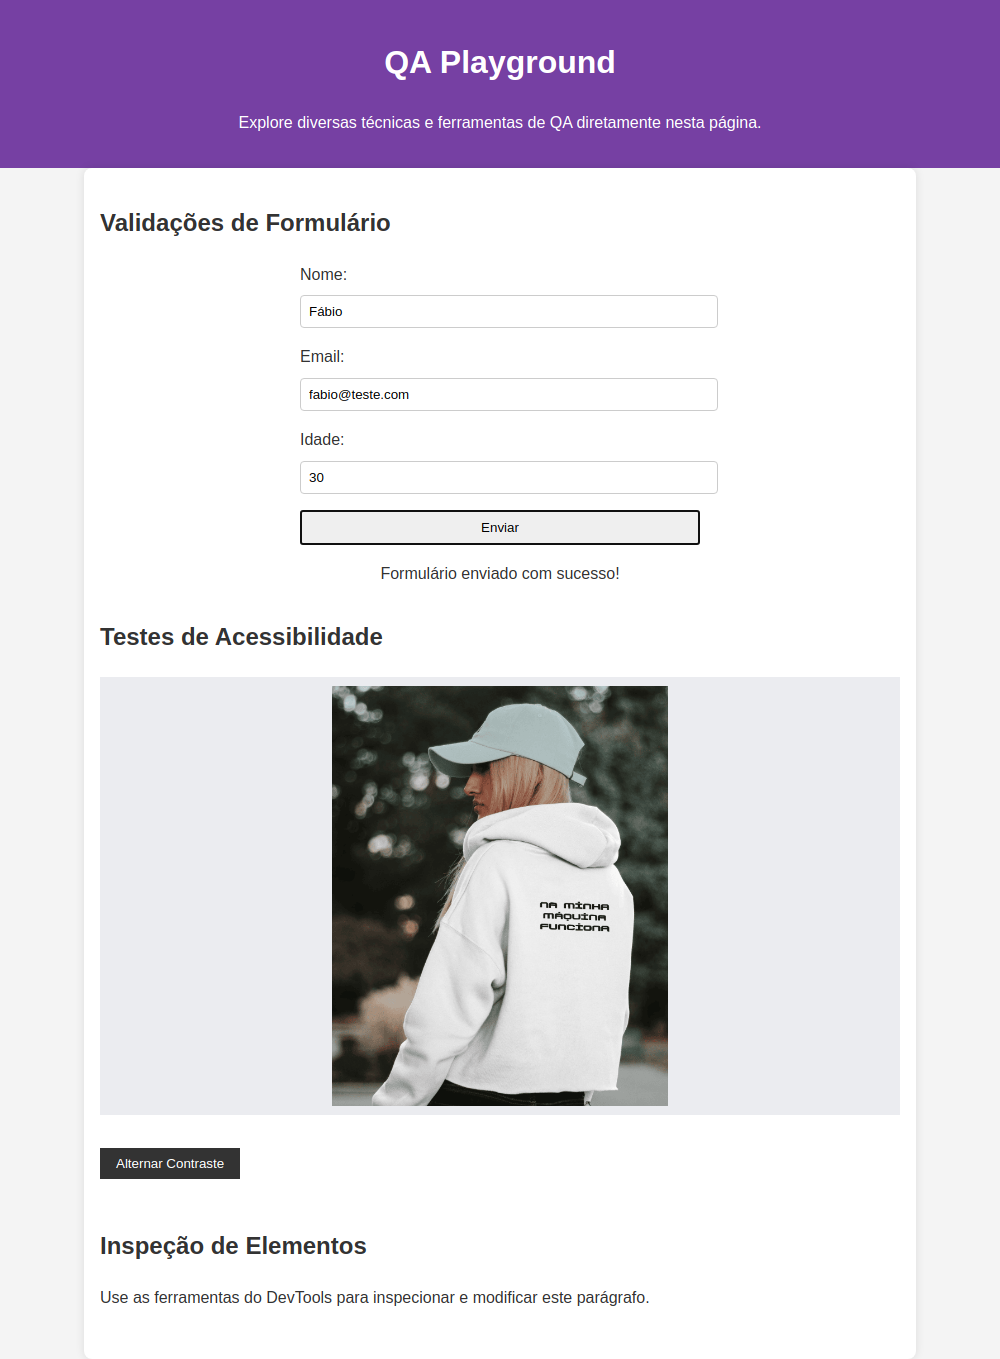 QA Playground
Explore diversas técnicas e ferramentas de QA diretamente nesta página.
Validações de Formulário
Nome:
Fábio
Email:
fabio@teste.com
Idade:
30
Enviar
Formulário enviado com sucesso!
Testes de Acessibilidade
NA MINHA
MÁQUINA
FUNCIONA
Alternar Contraste
Inspeção de Elementos
Use as ferramentas do DevTools para inspecionar e modificar este parágrafo.